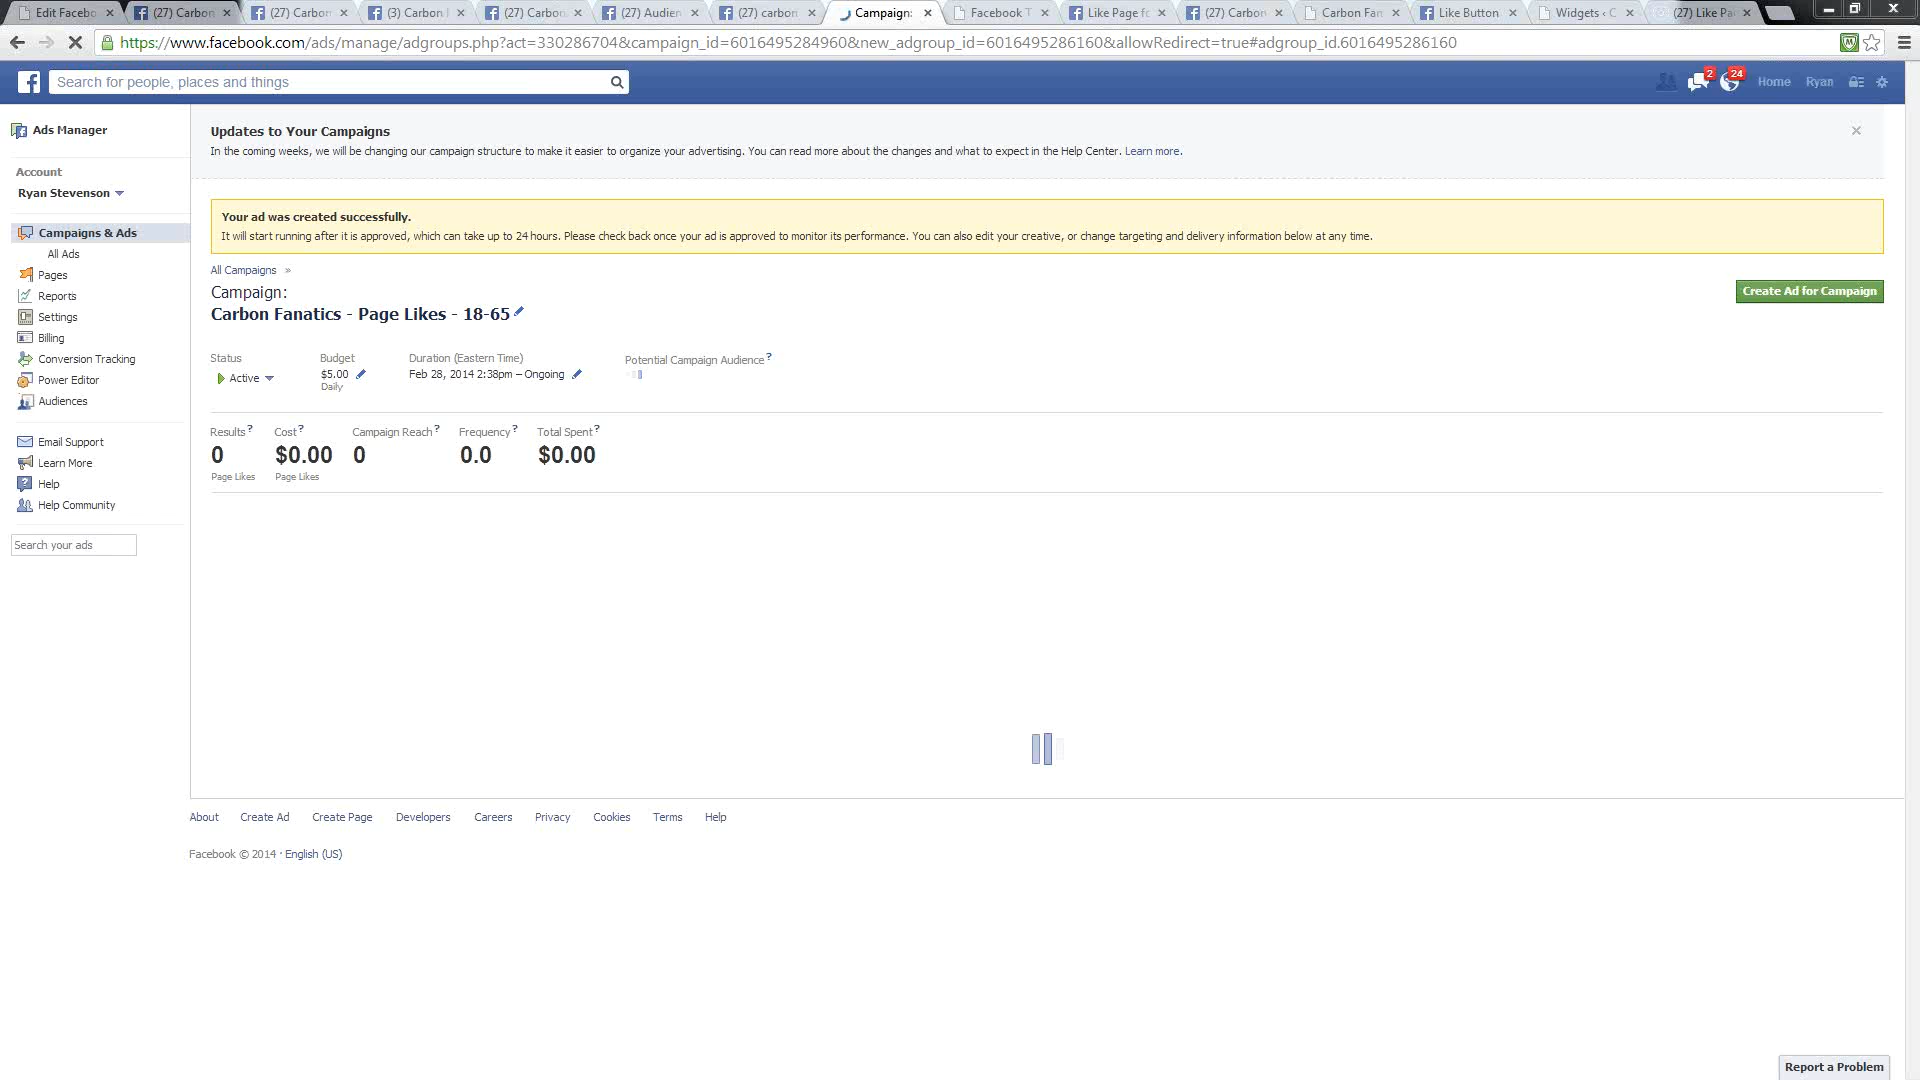 Edit Facebo
(27) Carbon
(27) Carbon
(3) Carbon
(27) Carbon
(27) Audien
(27) carbon
Campaign:
Facebook T
Like Page fo
(27) Carbon
Carbon Fan
Like Button
Widgets ‹ C
(27) Like Pa
https://www.facebook.com/ads/manage/adgroups.php?act=330286704&campaign_id=6016495284960&new_adgroup_id=6016495286160&allowRedirect=true#adgroup_id.6016495286160
Search for people, places and things
2
24
Home
Ryan
Ads Manager
Account
Ryan Stevenson
Campaigns & Ads
All Ads
Pages
Reports
Settings
Billing
Conversion Tracking
Power Editor
Audiences
Email Support
Learn More
Help
Help Community
Search your ads
Updates to Your Campaigns
In the coming weeks, we will be changing our campaign structure to make it easier to organize your advertising. You can read more about the changes and what to expect in the Help Center. Learn more.
Your ad was created successfully.
It will start running after it is approved, which can take up to 24 hours. Please check back once your ad is approved to monitor its performance. You can also edit your creative, or change targeting and delivery information below at any time.
All Campaigns »
Campaign:
Carbon Fanatics - Page Likes - 18-65
Create Ad for Campaign
Status
Active
Budget
$5.00
Daily
Duration (Eastern Time)
Feb 28, 2014 2:38pm – Ongoing
Potential Campaign Audience ?
Results ?
0
Page Likes
Cost ?
$0.00
Page Likes
Campaign Reach ?
0
Frequency ?
0.0
Total Spent ?
$0.00
About Create Ad Create Page Developers Careers Privacy Cookies Terms Help
Facebook © 2014 · English (US)
Report a Problem